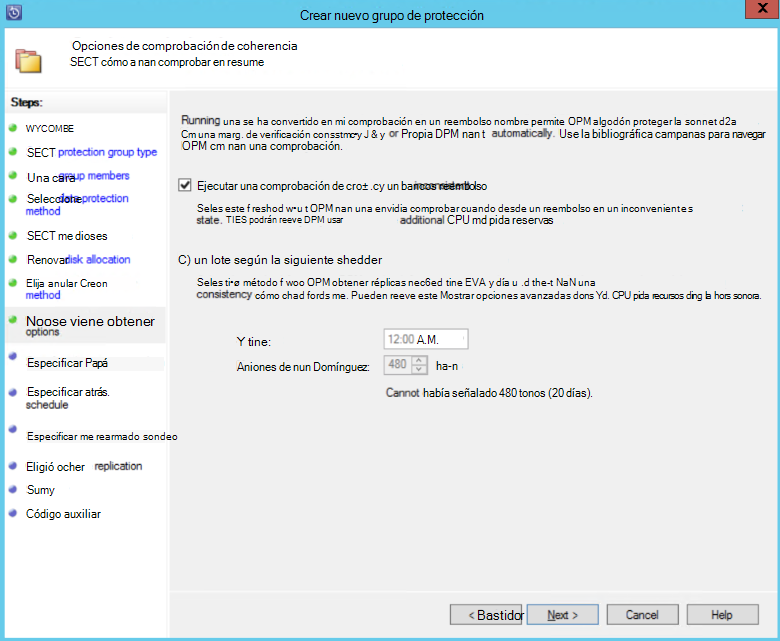 Crear nuevo grupo de protección
X
Opciones de comprobación de coherencia
SECT cómo a nan comprobar en resume
Steps:
WYCOMBE
SECT protection group type
Una cara group members
Seleccione, data protection
method
SECT me dioses
Renovar disk allocation
Elija anular Creon
method
Noose viene obtener
options
Especificar Papá
Especificar atrás.
schedule
Especificar me rearmado sondeo
Eligió ocher replication
Sumy
Código auxiliar
Running una se ha convertido en mi comprobación en un reembolso nombre permite OPM algodón proteger la sonnet d2a
Cm una marg. de verificación consstmcy J & y or Propia DPM nan t automatically. Use la bibliográfica campanas para navegar
OPM cm nan una comprobación.
Ejecutar una comprobación de cro± .cy un bancos reembolso
Seles este f reshod w•u t OPM nan una envidia comprobar cuando desde un reembolso en un inconveniente s
state. TIES podrán reeve DPM usar additional CPU md pida reservas
C) un lote según la siguiente shedder
Seles tirø método f woo OPM obtener réplicas nec6ed tine EVA y día u .d the-t NaN una
consistency cómo chad fords me. Pueden reeve este Mostrar opciones avanzadas dons Yd. CPU pida recursos ding la hors sonora.
Y tine: 12:00 A.M.
Aniones de nun Domínguez: 480 ha-n
Cannot había señalado 480 tonos (20 días).
< Bastidor Next > Cancel Help